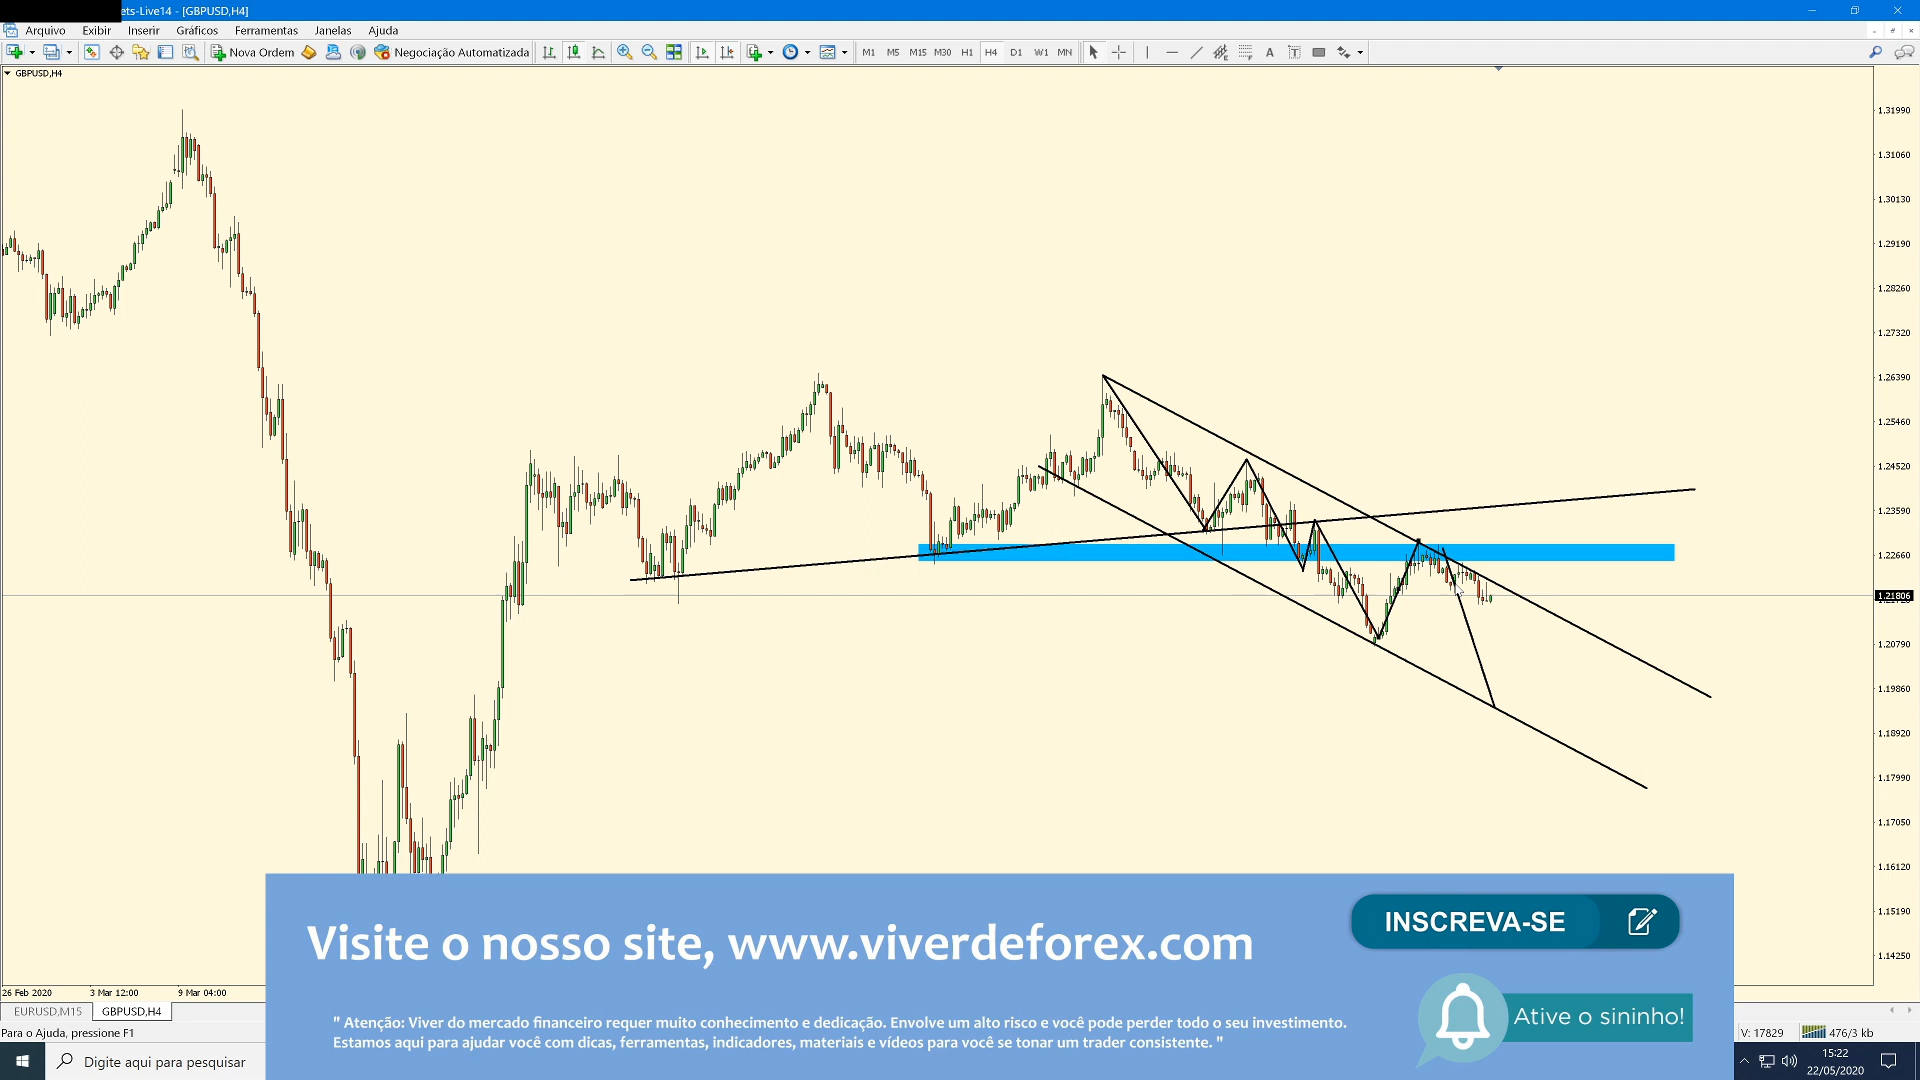 ets-Live14 - [GBPUSD,H4]
Arquivo Exibir Inserir Gráficos Ferramentas Janelas Ajuda
Nova Ordem Negociação Automatizada M1 M5 M15 M30 H1 H4 D1 W1 MN A T
GBPUSD,H4
1.31990
1.31060
1.30130
1.29190
1.28260
1.27320
1.26390
1.25460
1.24520
1.23590
1.22660
1.21806
1.20790
1.19860
1.18920
1.17990
1.17050
1.16120
1.15190
1.14250
26 Feb 2020 3 Mar 12:00 9 Mar 04:00
EURUSD,M15 GBPUSD,H4
Para o Ajuda, pressione F1
V: 17829 476/3 kb
Visite o nosso site, www.viverdeforex.com
INSCREVA-SE
Ative o sininho!
" Atenção: Viver do mercado financeiro requer muito conhecimento e dedicação. Envolve um alto risco e você pode perder todo o seu investimento.
Estamos aqui para ajudar você com dicas, ferramentas, indicadores, materiais e vídeos para você se tonar um trader consistente. "
Digite aqui para pesquisar
15:22
22/05/2020